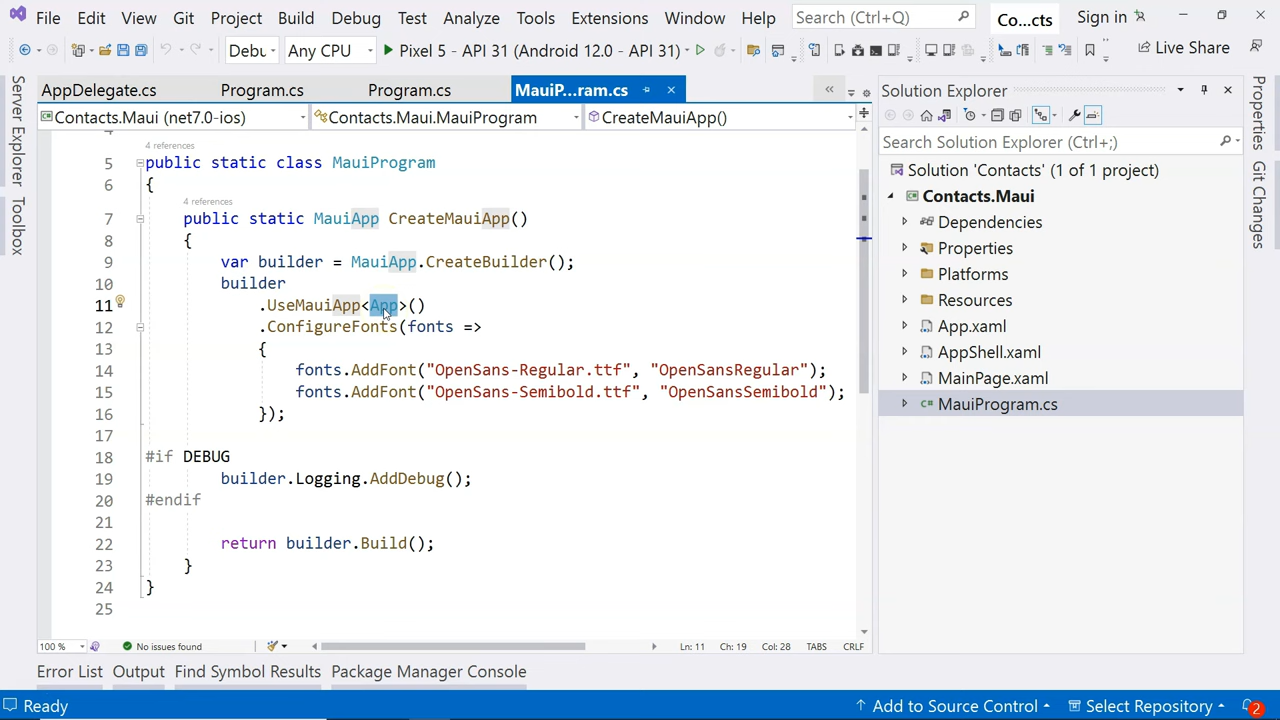 File Edit View Git Project Build Debug Test Analyze Tools Extensions Window Help Search (Ctrl+Q) Co...cts Sign in
Debu Any CPU Pixel 5 - API 31 (Android 12.0 - API 31) Live Share
AppDelegate.cs Program.cs Program.cs MauiP...ram.cs
Contacts.Maui (net7.0-ios) Contacts.Maui.MauiProgram CreateMauiApp()
4 references
5 public static class MauiProgram
6 {
4 references
7 public static MauiApp CreateMauiApp()
8 {
9 var builder = MauiApp.CreateBuilder();
10 builder
11 .UseMauiApp<App>()
12 .ConfigureFonts(fonts =>
13 {
14 fonts.AddFont("OpenSans-Regular.ttf", "OpenSansRegular");
15 fonts.AddFont("OpenSans-Semibold.ttf", "OpenSansSemibold");
16 });
17
18 #if DEBUG
19 builder.Logging.AddDebug();
20 #endif
21
22 return builder.Build();
23 }
24 }
25
100 % No issues found Ln: 11 Ch: 19 Col: 28 TABS CRLF
Server Explorer
Toolbox
Solution Explorer
Search Solution Explorer (Ctrl+;)
Solution 'Contacts' (1 of 1 project)
Contacts.Maui
Dependencies
Properties
Platforms
Resources
App.xaml
AppShell.xaml
MainPage.xaml
MauiProgram.cs
Properties
Git Changes
Error List Output Find Symbol Results Package Manager Console
Ready Add to Source Control Select Repository 2